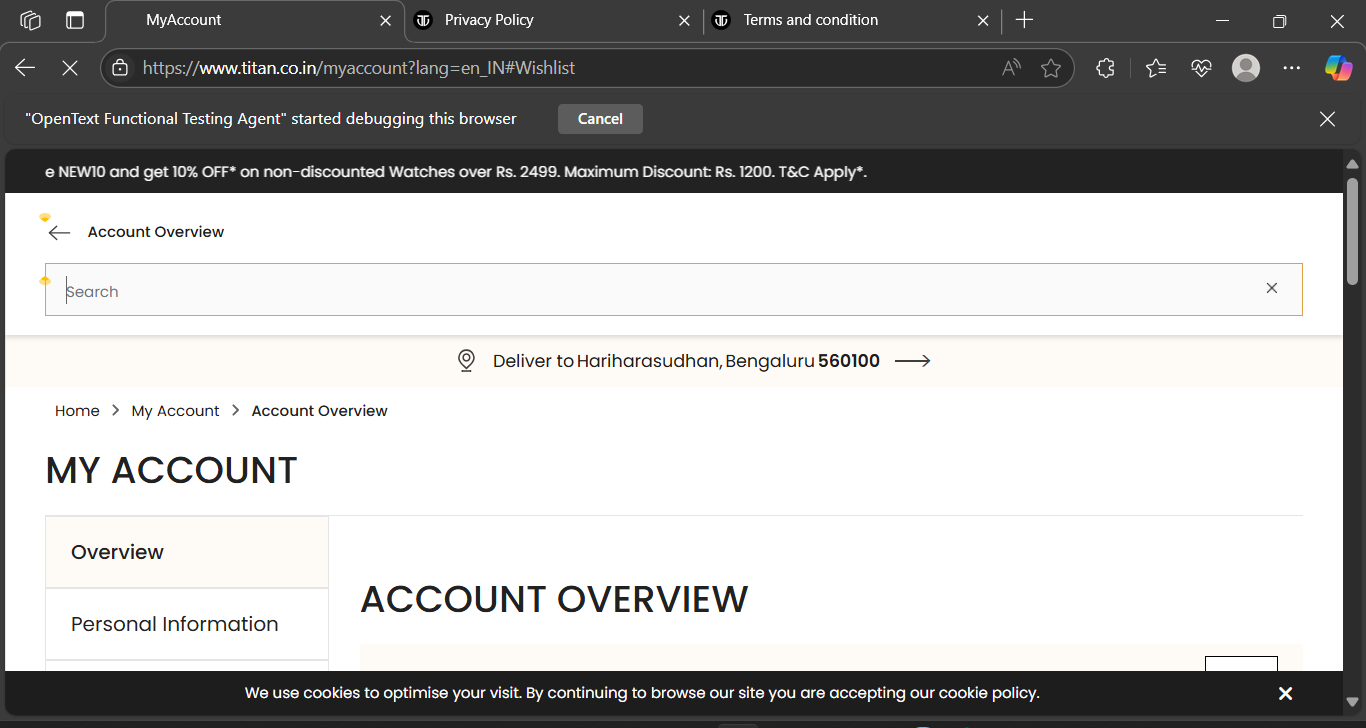 MyAccount
Privacy Policy
Terms and condition
https://www.titan.co.in/myaccount?lang=en_IN#Wishlist
"OpenText Functional Testing Agent" started debugging this browser
Cancel
e NEW10 and get 10% OFF* on non-discounted Watches over Rs. 2499. Maximum Discount: Rs. 1200. T&C Apply*.
Account Overview
Search
Deliver to Hariharasudhan, Bengaluru 560100
Home > My Account > Account Overview
MY ACCOUNT
Overview
ACCOUNT OVERVIEW
Personal Information
We use cookies to optimise your visit. By continuing to browse our site you are accepting our cookie policy.